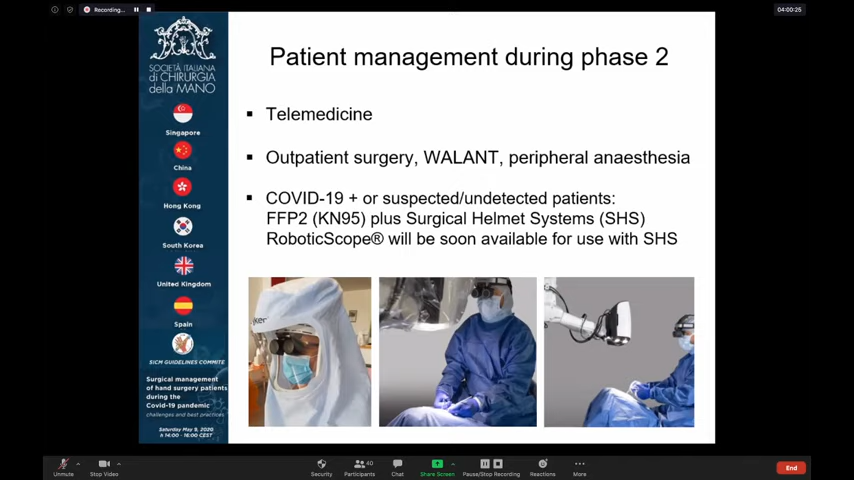 Recording...
04:00:25
SOCIETÀ ITALIANA
di CHIRURGIA
della MANO
Singapore
China
Hong Kong
South Korea
United Kingdom
Spain
SICM GUIDELINES COMMITE
Surgical management
of hand surgery patients
during the
Covid-19 pandemic
challenges and best practices
Saturday May 9, 2020
h 14:00 - 16:00 CEST
Patient management during phase 2
▪ Telemedicine
▪ Outpatient surgery, WALANT, peripheral anaesthesia
▪ COVID-19 + or suspected/undetected patients:
FFP2 (KN95) plus Surgical Helmet Systems (SHS)
RoboticScope® will be soon available for use with SHS
Unmute
Stop Video
Security
Participants
40
Chat
Share Screen
Pause/Stop Recording
Reactions
More
End